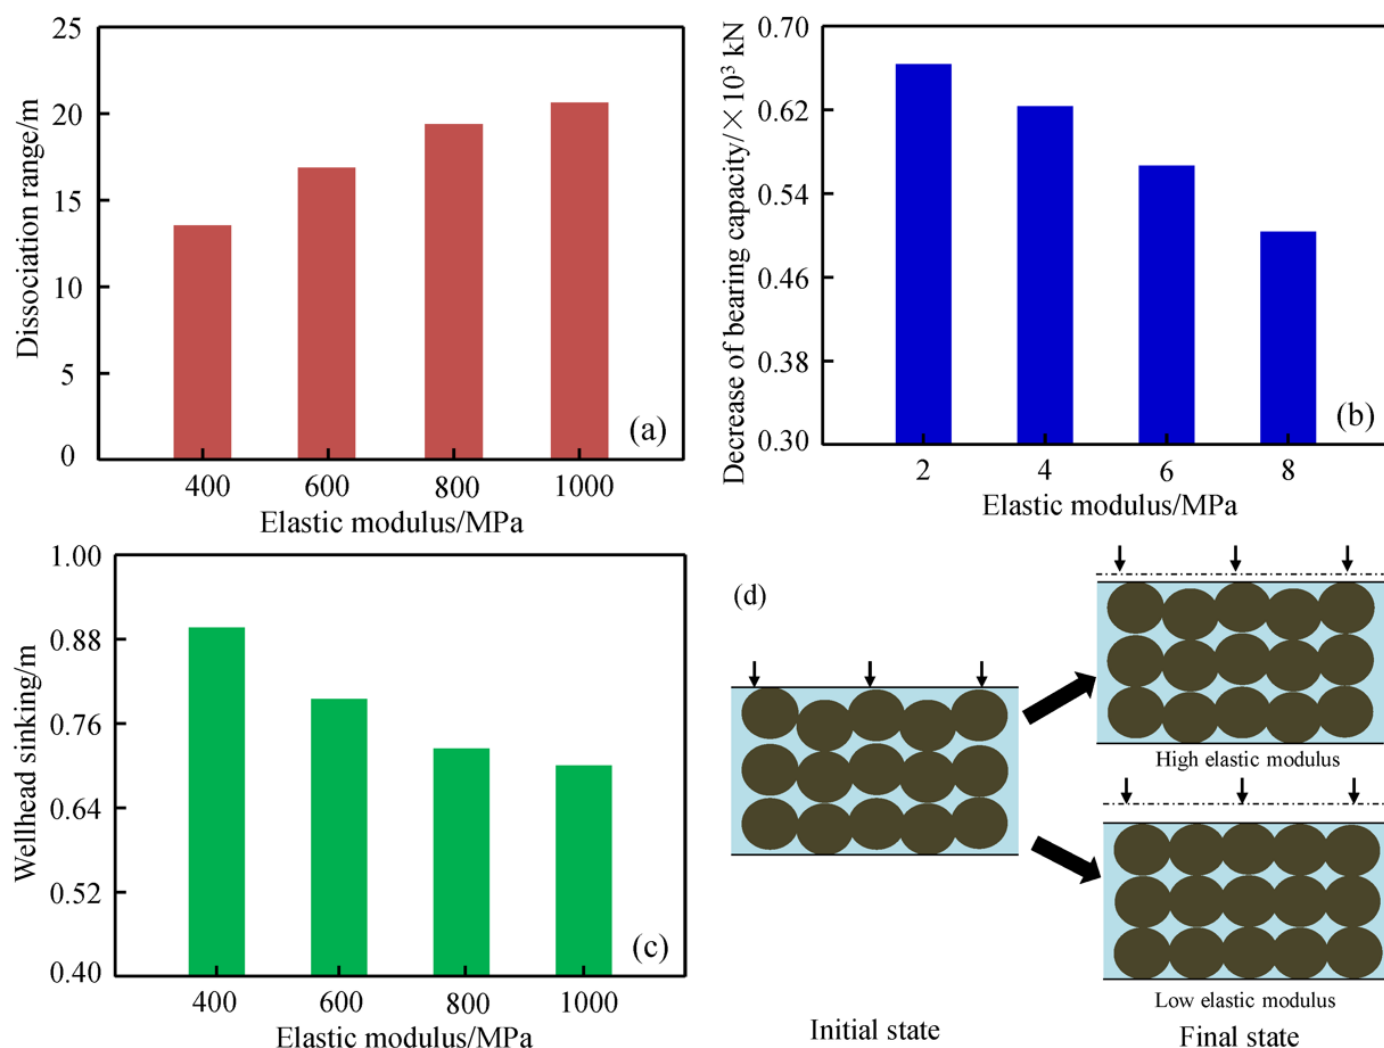 25
20
15
10
5
0
Dissociation range/m
400 600 800 1000
Elastic modulus/MPa
(a)
0.70
0.62
0.54
0.46
0.38
0.30
Decrease of bearing capacity/×10³ kN
2 4 6 8
Elastic modulus/MPa
(b)
1.00
0.88
0.76
0.64
0.52
0.40
Wellhead sinking/m
400 600 800 1000
Elastic modulus/MPa
(c)
(d)
High elastic modulus
Low elastic modulus
Initial state
Final state